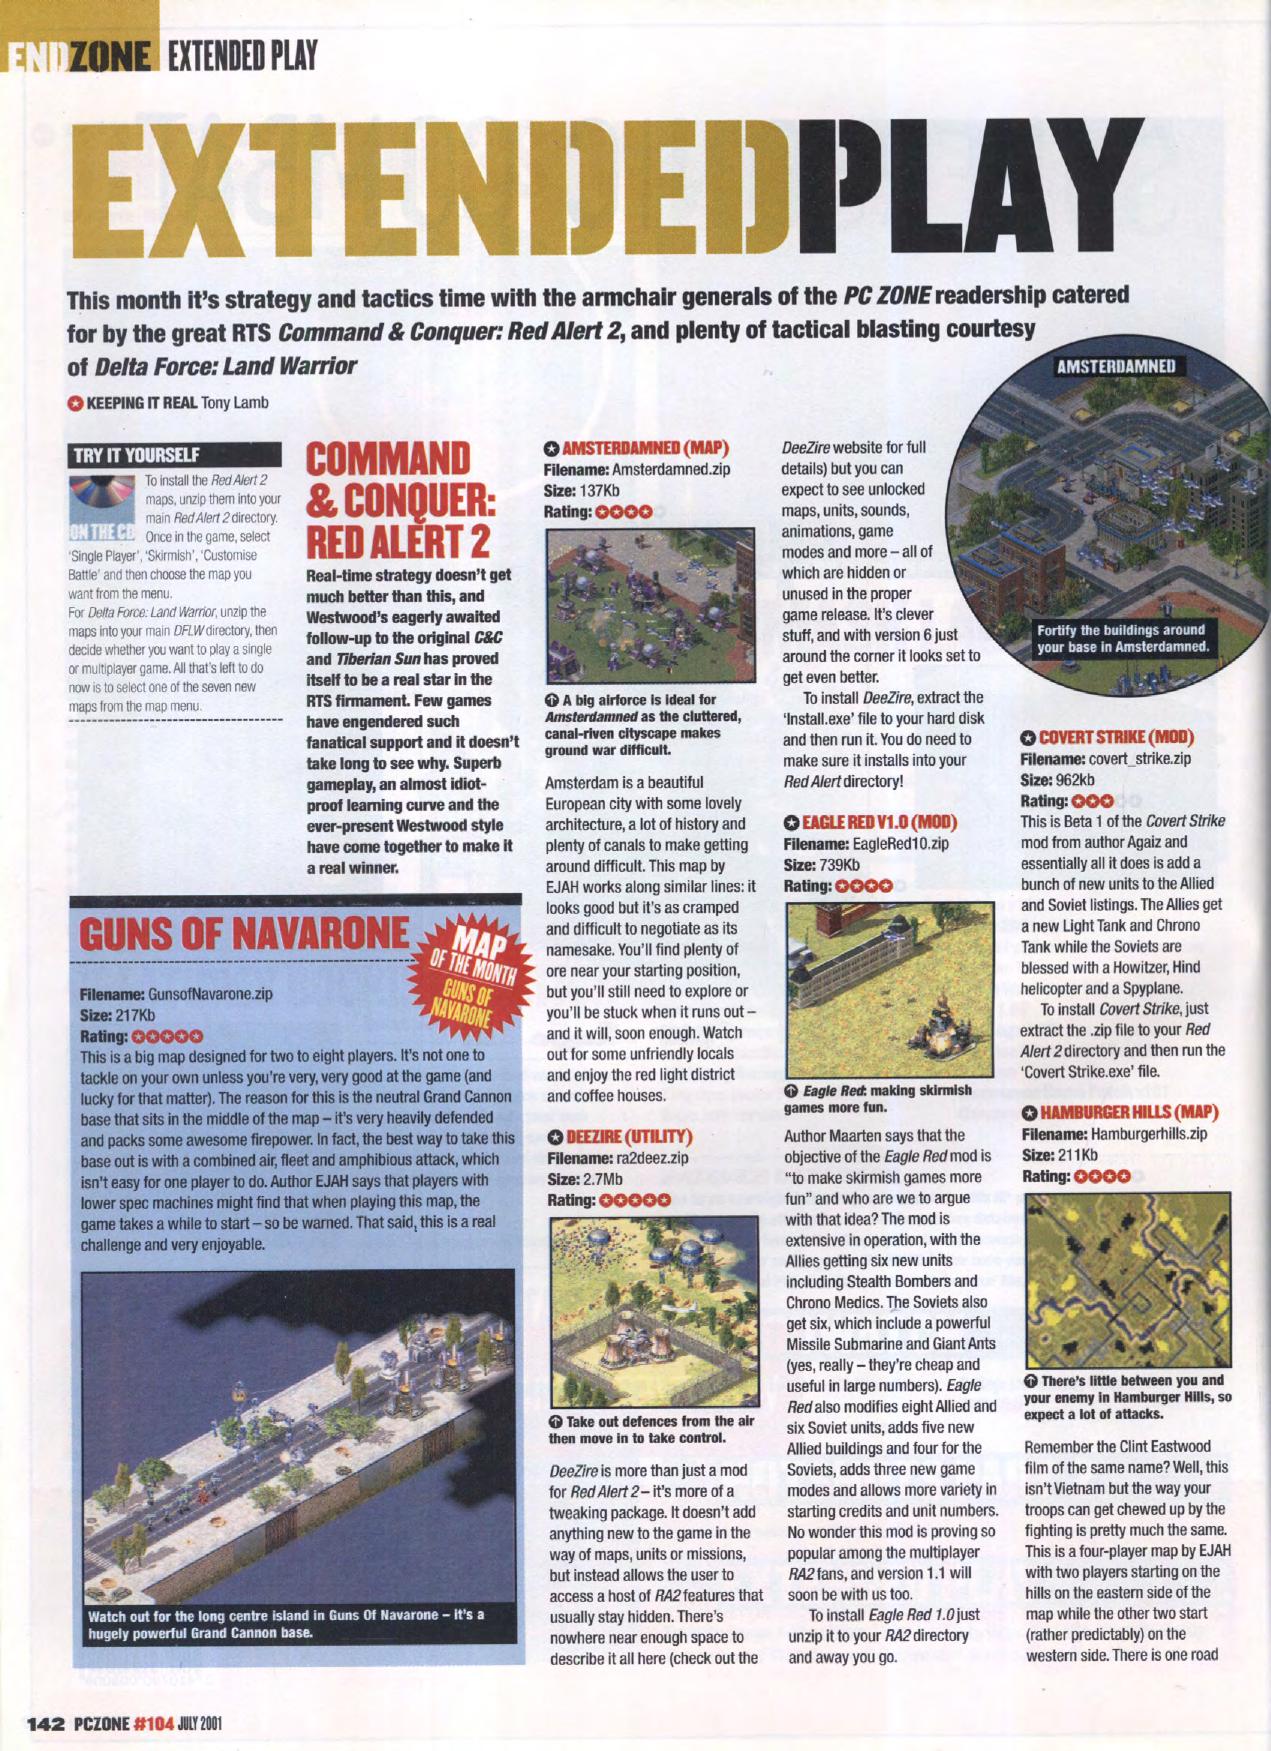 ENDZONE EXTENDED PLAY
EXTENDEDPLAY
This month it's strategy and tactics time with the armchair generals of the PC ZONE readership catered
for by the great RTS Command & Conquer: Red Alert 2, and plenty of tactical blasting courtesy
of Delta Force: Land Warrior
KEEPING IT REAL Tony Lamb
TRY IT YOURSELF
ON THE CD
To install the Red Alert 2
maps, unzip them into your
main Red Alert 2 directory.
Once in the game, select
'Single Player', 'Skirmish', 'Customise
Battle' and then choose the map you
want from the menu.
For Delta Force: Land Warrior, unzip the
maps into your main DFLW directory, then
decide whether you want to play a single
or multiplayer game. All that's left to do
now is to select one of the seven new
maps from the map menu.
COMMAND
& CONQUER:
RED ALERT 2
Real-time strategy doesn't get
much better than this, and
Westwood's eagerly awaited
follow-up to the original C&C
and Tiberian Sun has proved
itself to be a real star in the
RTS firmament. Few games
have engendered such
fanatical support and it doesn't
take long to see why. Superb
gameplay, an almost idiot-
proof learning curve and the
ever-present Westwood style
have come together to make it
a real winner.
GUNS OF NAVARONE
MAP
OF THE MONTH
GUNS OF
NAVARONE
Filename: GunsofNavarone.zip
Size: 217Kb
Rating:
This is a big map designed for two to eight players. It's not one to
tackle on your own unless you're very, very good at the game (and
lucky for that matter). The reason for this is the neutral Grand Cannon
base that sits in the middle of the map – it's very heavily defended
and packs some awesome firepower. In fact, the best way to take this
base out is with a combined air, fleet and amphibious attack, which
isn't easy for one player to do. Author EJAH says that players with
lower spec machines might find that when playing this map, the
game takes a while to start – so be warned. That said, this is a real
challenge and very enjoyable.
Watch out for the long centre island in Guns Of Navarone – it's a
hugely powerful Grand Cannon base.
AMSTERDAMNED (MAP)
Filename: Amsterdamned.zip
Size: 137Kb
Rating:
A big airforce is ideal for
Amsterdamned as the cluttered,
canal-riven cityscape makes
ground war difficult.
Amsterdam is a beautiful
European city with some lovely
architecture, a lot of history and
plenty of canals to make getting
around difficult. This map by
EJAH works along similar lines: it
looks good but it's as cramped
and difficult to negotiate as its
namesake. You'll find plenty of
ore near your starting position,
but you'll still need to explore or
you'll be stuck when it runs out –
and it will, soon enough. Watch
out for some unfriendly locals
and enjoy the red light district
and coffee houses.
DEEZIRE (UTILITY)
Filename: ra2deez.zip
Size: 2.7Mb
Rating:
Take out defences from the air
then move in to take control.
DeeZire is more than just a mod
for Red Alert 2 – it's more of a
tweaking package. It doesn't add
anything new to the game in the
way of maps, units or missions,
but instead allows the user to
access a host of RA2 features that
usually stay hidden. There's
nowhere near enough space to
describe it all here (check out the
DeeZire website for full
details) but you can
expect to see unlocked
maps, units, sounds,
animations, game
modes and more – all of
which are hidden or
unused in the proper
game release. It's clever
stuff, and with version 6 just
around the corner it looks set to
get even better.
To install DeeZire, extract the
'Install.exe' file to your hard disk
and then run it. You do need to
make sure it installs into your
Red Alert directory!
EAGLE RED V1.0 (MOD)
Filename: EagleRed10.zip
Size: 739Kb
Rating:
Eagle Red: making skirmish
games more fun.
Author Maarten says that the
objective of the Eagle Red mod is
"to make skirmish games more
fun" and who are we to argue
with that idea? The mod is
extensive in operation, with the
Allies getting six new units
including Stealth Bombers and
Chrono Medics. The Soviets also
get six, which include a powerful
Missile Submarine and Giant Ants
(yes, really – they're cheap and
useful in large numbers). Eagle
Red also modifies eight Allied and
six Soviet units, adds five new
Allied buildings and four for the
Soviets, adds three new game
modes and allows more variety in
starting credits and unit numbers.
No wonder this mod is proving so
popular among the multiplayer
RA2 fans, and version 1.1 will
soon be with us too.
To install Eagle Red 1.0 just
unzip it to your RA2 directory
and away you go.
AMSTERDAMNED
Fortify the buildings around
your base in Amsterdamned.
COVERT STRIKE (MOD)
Filename: covert_strike.zip
Size: 962kb
Rating:
This is Beta 1 of the Covert Strike
mod from author Agaiz and
essentially all it does is add a
bunch of new units to the Allied
and Soviet listings. The Allies get
a new Light Tank and Chrono
Tank while the Soviets are
blessed with a Howitzer, Hind
helicopter and a Spyplane.
To install Covert Strike, just
extract the .zip file to your Red
Alert 2 directory and then run the
'Covert Strike.exe' file.
HAMBURGER HILLS (MAP)
Filename: Hamburgerhills.zip
Size: 211Kb
Rating:
There's little between you and
your enemy in Hamburger Hills, so
expect a lot of attacks.
Remember the Clint Eastwood
film of the same name? Well, this
isn't Vietnam but the way your
troops can get chewed up by the
fighting is pretty much the same.
This is a four-player map by EJAH
with two players starting on the
hills on the eastern side of the
map while the other two start
(rather predictably) on the
western side. There is one road
142 PCZONE #104 JULY 2001